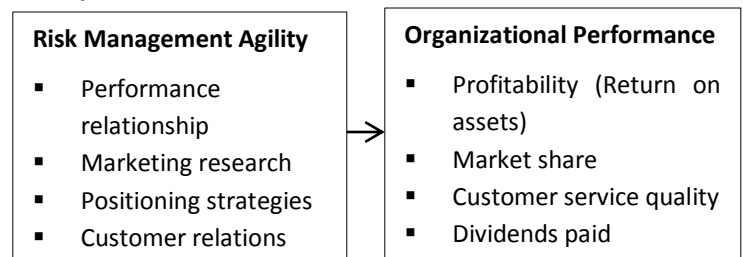 Risk Management Agility
▪ Performance
relationship
▪ Marketing research
▪ Positioning strategies
▪ Customer relations
Organizational Performance
▪ Profitability (Return on
assets)
▪ Market share
▪ Customer service quality
▪ Dividends paid